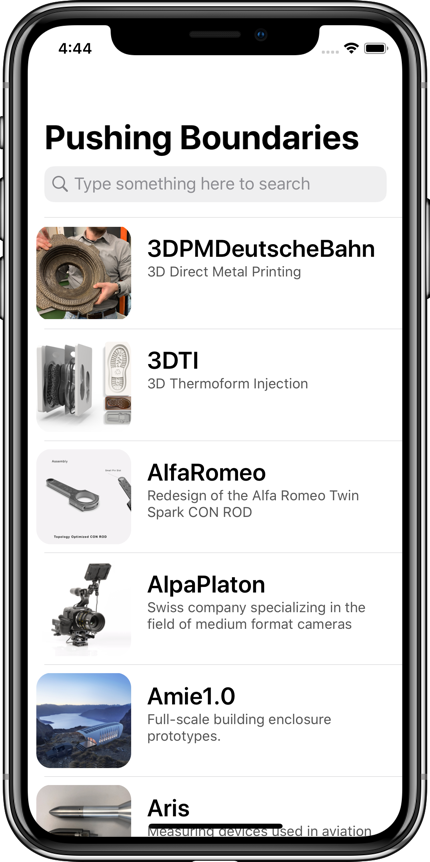 4:44
Pushing Boundaries
Type something here to search
3DPMDeutscheBahn
3D Direct Metal Printing
3DTI
3D Thermoform Injection
Assembly
AlfaRomeo
Redesign of the Alfa Romeo Twin
Spark CON ROD
Topology Optimized CON ROD
AlpaPlaton
Swiss company specializing in the
field of medium format cameras
Amie1.0
Full-scale building enclosure
prototypes.
Aris
Measuring devices used in aviation